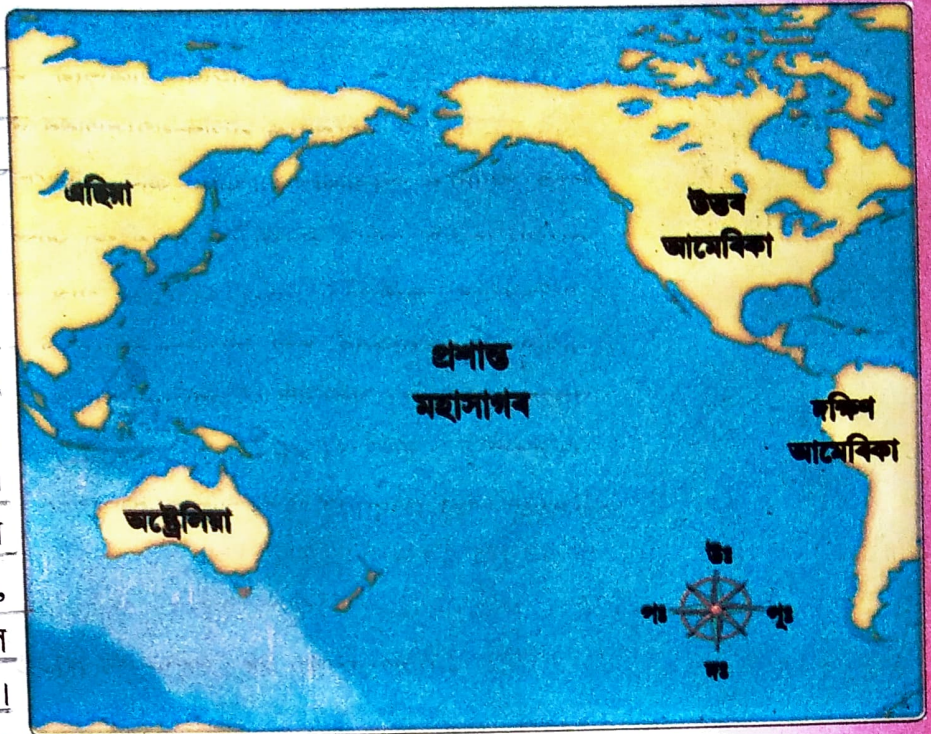 এছিয়া
উত্তৰ
আমেৰিকা
প্ৰশান্ত
মহাসাগৰ
দক্ষিণ
আমেৰিকা
অষ্ট্ৰেলিয়া
উঃ
পঃ
পূঃ
দঃ